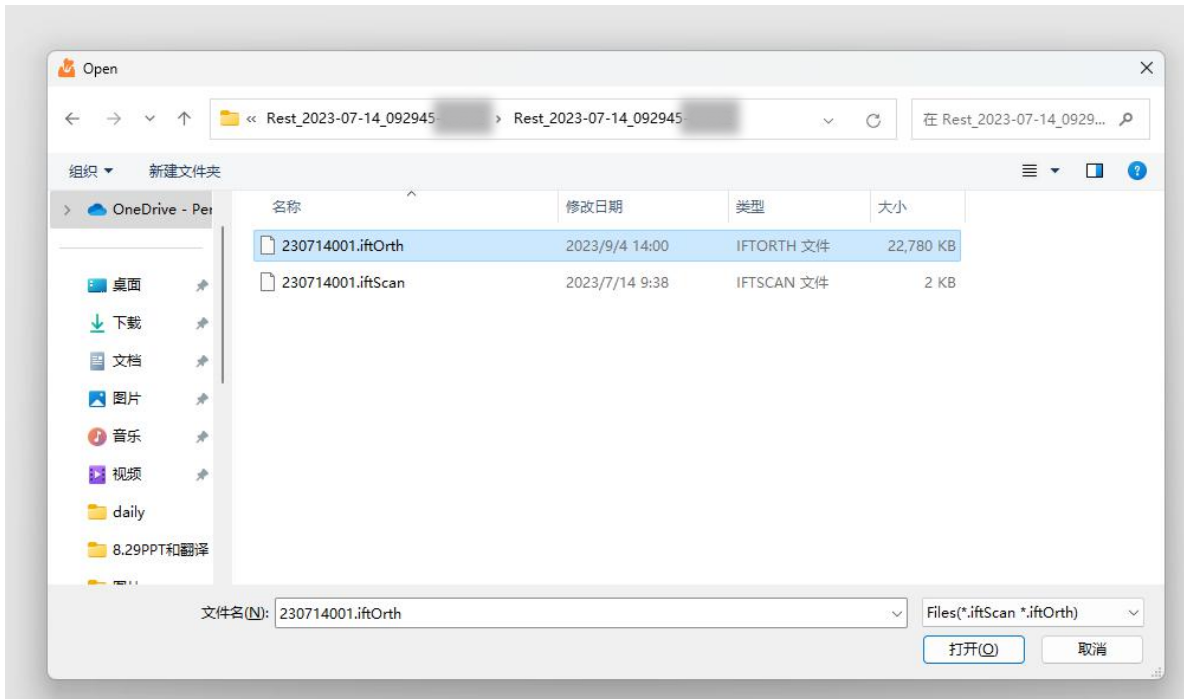 Open
« Rest_2023-07-14_092945- › Rest_2023-07-14_092945-
在 Rest_2023-07-14_0929...
组织 新建文件夹
OneDrive - Per
名称 修改日期 类型 大小
230714001.iftOrth 2023/9/4 14:00 IFTORTH 文件 22,780 KB
230714001.iftScan 2023/7/14 9:38 IFTSCAN 文件 2 KB
桌面
下载
文档
图片
音乐
视频
daily
8.29PPT和翻译
文件名(N): 230714001.iftOrth Files(*.iftScan *.iftOrth)
打开(O) 取消